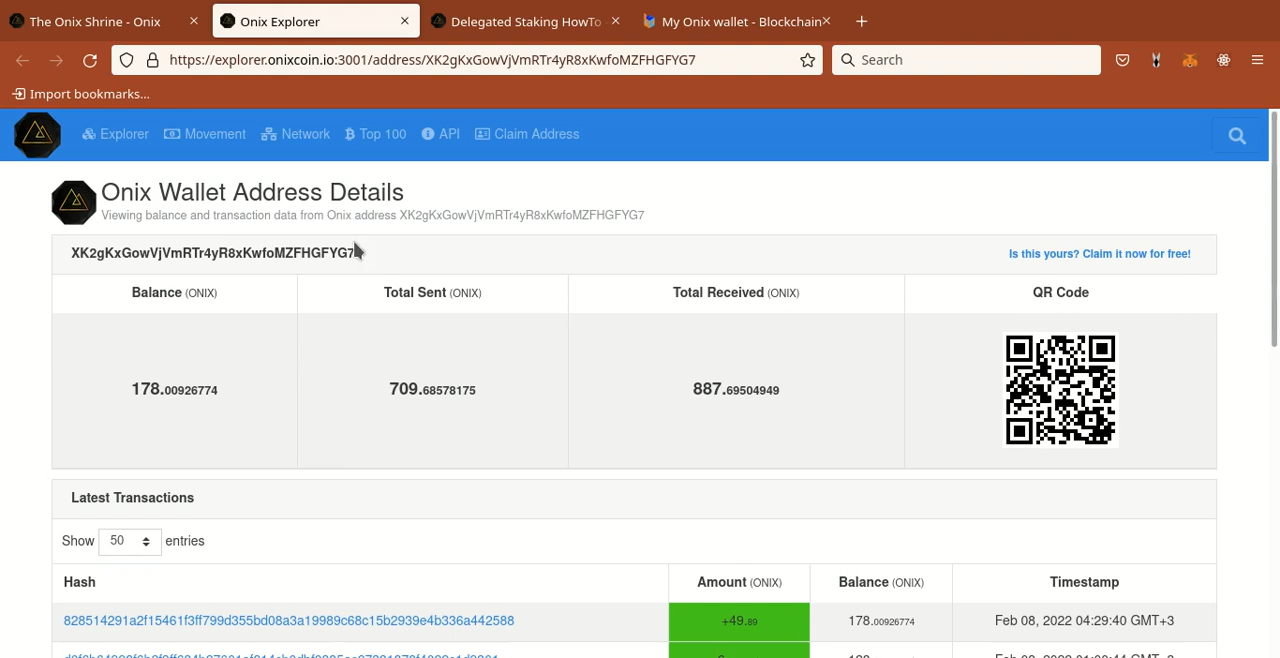 The Onix Shrine - Onix
Onix Explorer
Delegated Staking HowTo
My Onix wallet - Blockchain
https://explorer.onixcoin.io:3001/address/XK2gKxGowVjVmRTr4yR8xKwfoMZFHGFYG7
Search
Import bookmarks...
Explorer Movement Network Top 100 API Claim Address
Onix Wallet Address Details
Viewing balance and transaction data from Onix address XK2gKxGowVjVmRTr4yR8xKwfoMZFHGFYG7
XK2gKxGowVjVmRTr4yR8xKwfoMZFHGFYG7 Is this yours? Claim it now for free!
Balance (ONIX) Total Sent (ONIX) Total Received (ONIX) QR Code
178.00926774 709.68578175 887.69504949
Latest Transactions
Show 50 entries
Hash Amount (ONIX) Balance (ONIX) Timestamp
828514291a2f15461f3ff799d355bd08a3a19989c68c15b2939e4b336a442588 +49.89 178.00926774 Feb 08, 2022 04:29:40 GMT+3